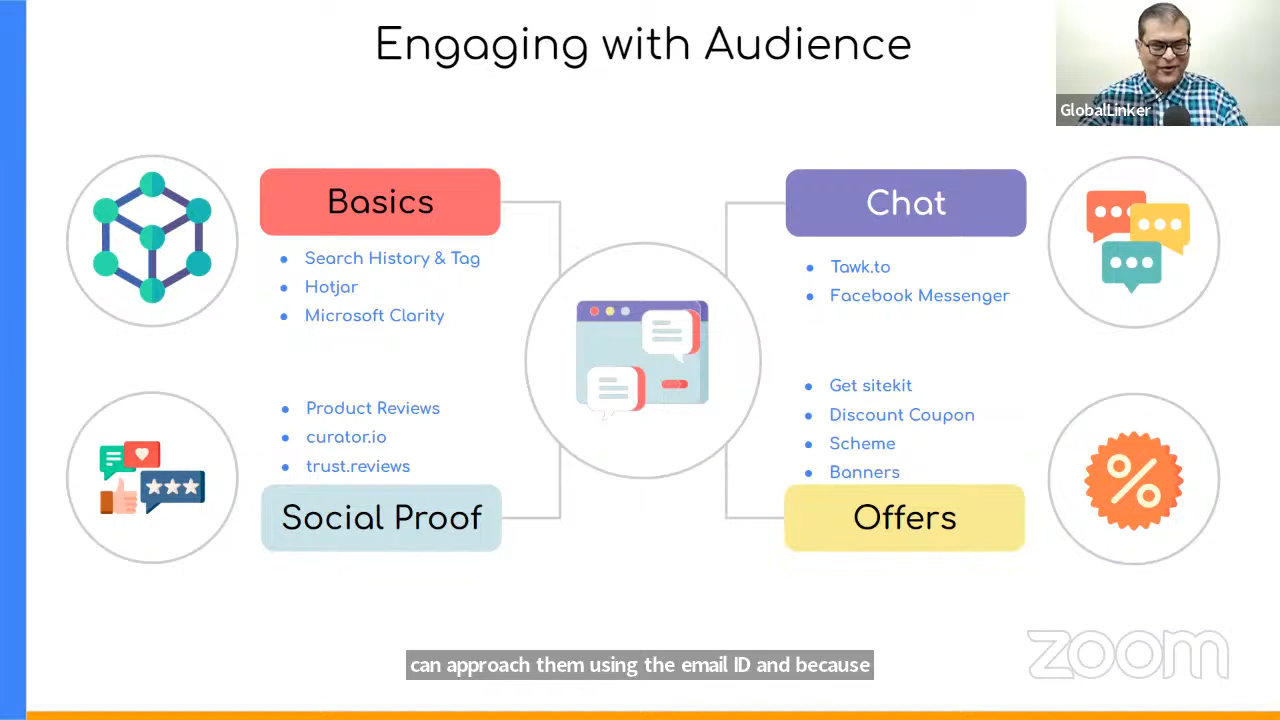 Engaging with Audience
GlobalLinker
Basics
Search History & Tag
Hotjar
Microsoft Clarity
Chat
Tawk.to
Facebook Messenger
Product Reviews
curator.io
trust.reviews
Social Proof
Get sitekit
Discount Coupon
Scheme
Banners
Offers
can approach them using the email ID and because
zoom